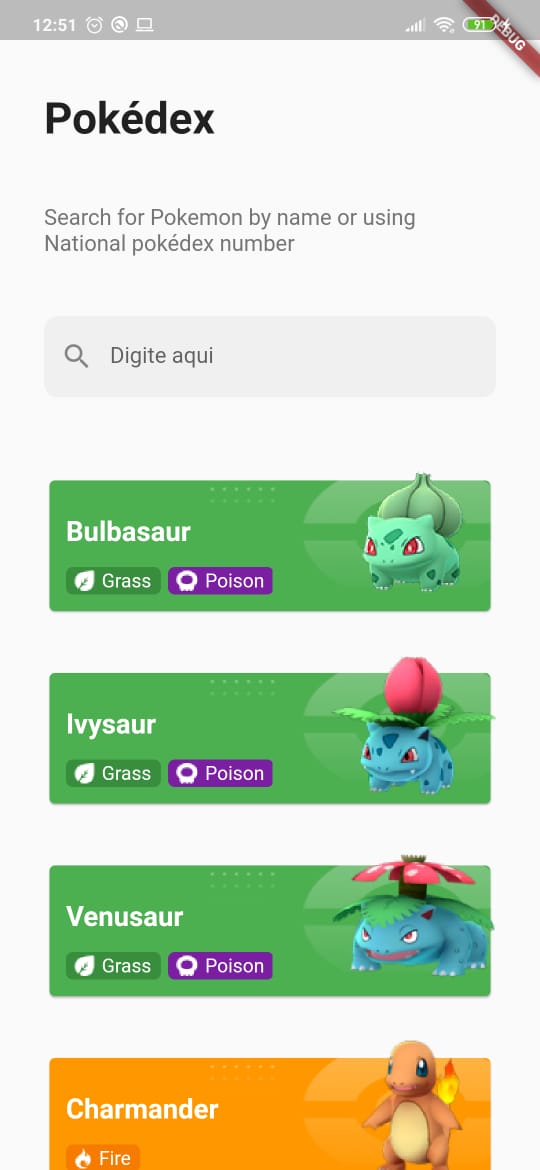 12:51
91
DEBUG
Pokédex
Search for Pokemon by name or using
National pokédex number
Digite aqui
Bulbasaur
Grass Poison
Ivysaur
Grass Poison
Venusaur
Grass Poison
Charmander
Fire